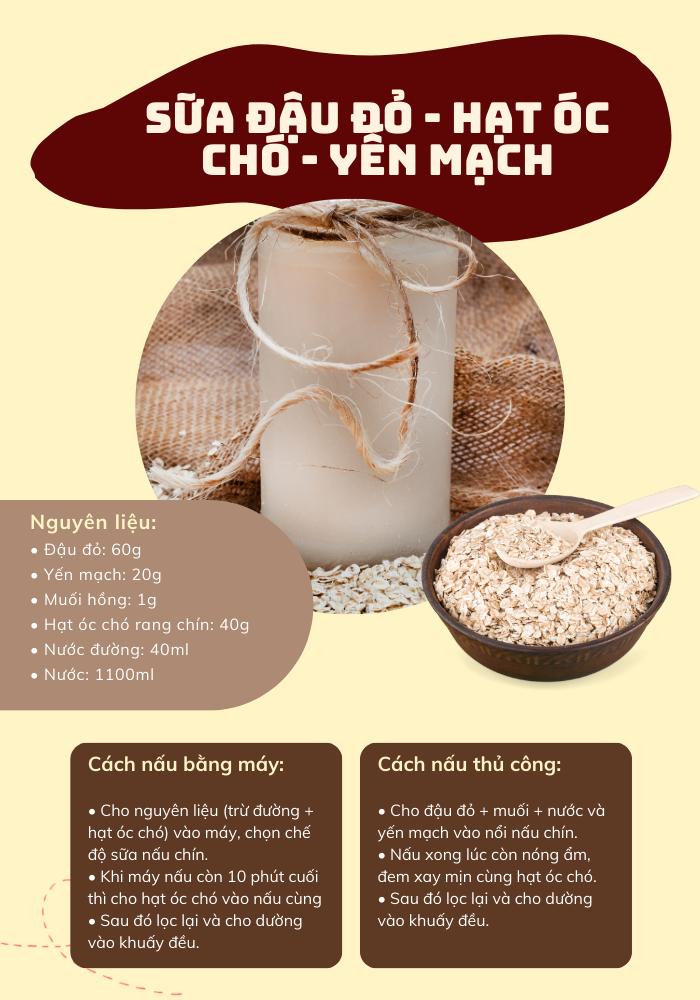 SỮA ĐẬU ĐỎ - HẠT ÓC
CHÓ - YẾN MẠCH
Nguyên liệu:
• Đậu đỏ: 60g
• Yến mạch: 20g
• Muối hồng: 1g
• Hạt óc chó rang chín: 40g
• Nước đường: 40ml
• Nước: 1100ml
Cách nấu bằng máy:
• Cho nguyên liệu (trừ đường +
hạt óc chó) vào máy, chọn chế
độ sữa nấu chín.
• Khi máy nấu còn 10 phút cuối
thì cho hạt óc chó vào nấu cùng
• Sau đó lọc lại và cho dường
vào khuấy đều.
Cách nấu thủ công:
• Cho đậu đỏ + muối + nước và
yến mạch vào nổi nấu chín.
• Nấu xong lúc còn nóng ẩm,
đem xay mịn cùng hạt óc chó.
• Sau đó lọc lại và cho dường
vào khuấy đều.